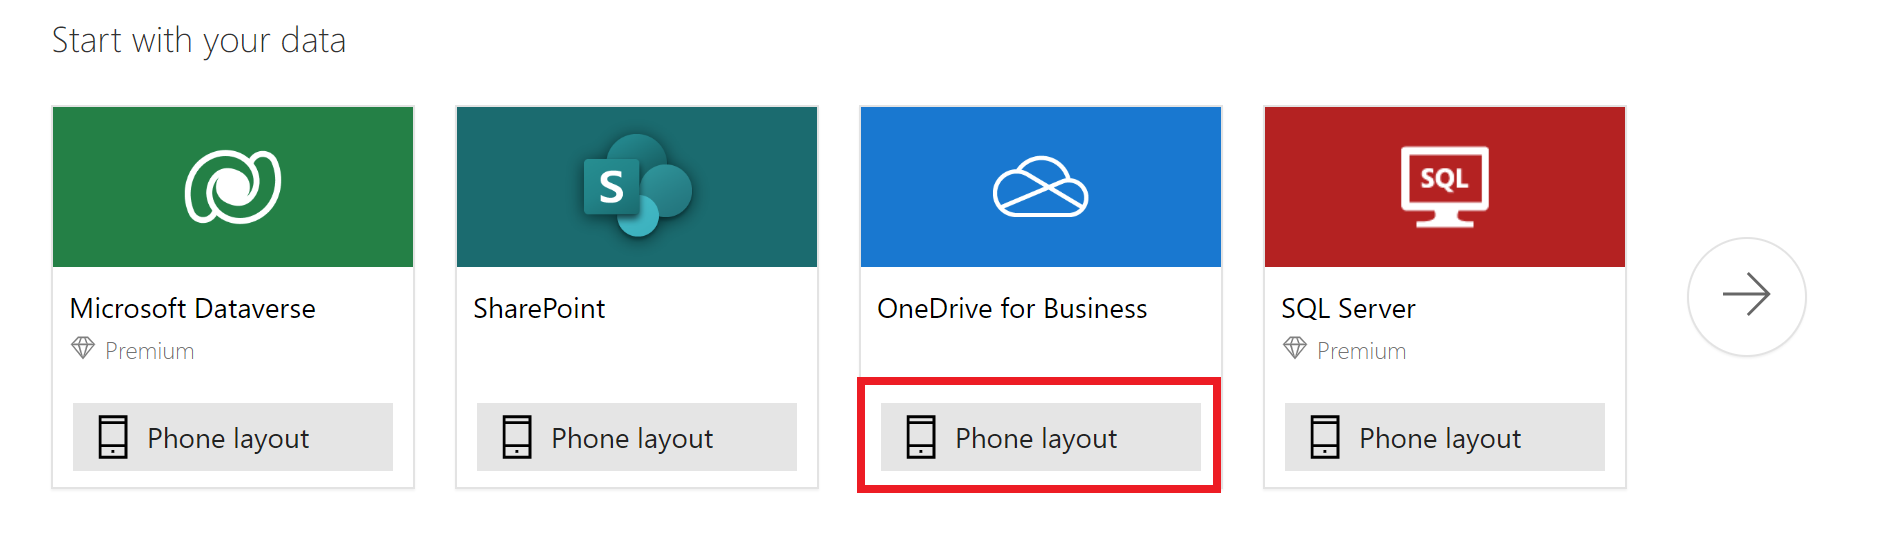 Start with your data
S
SQL
Microsoft Dataverse
Premium
Phone layout
SharePoint
Phone layout
OneDrive for Business
Phone layout
SQL Server
Premium
Phone layout